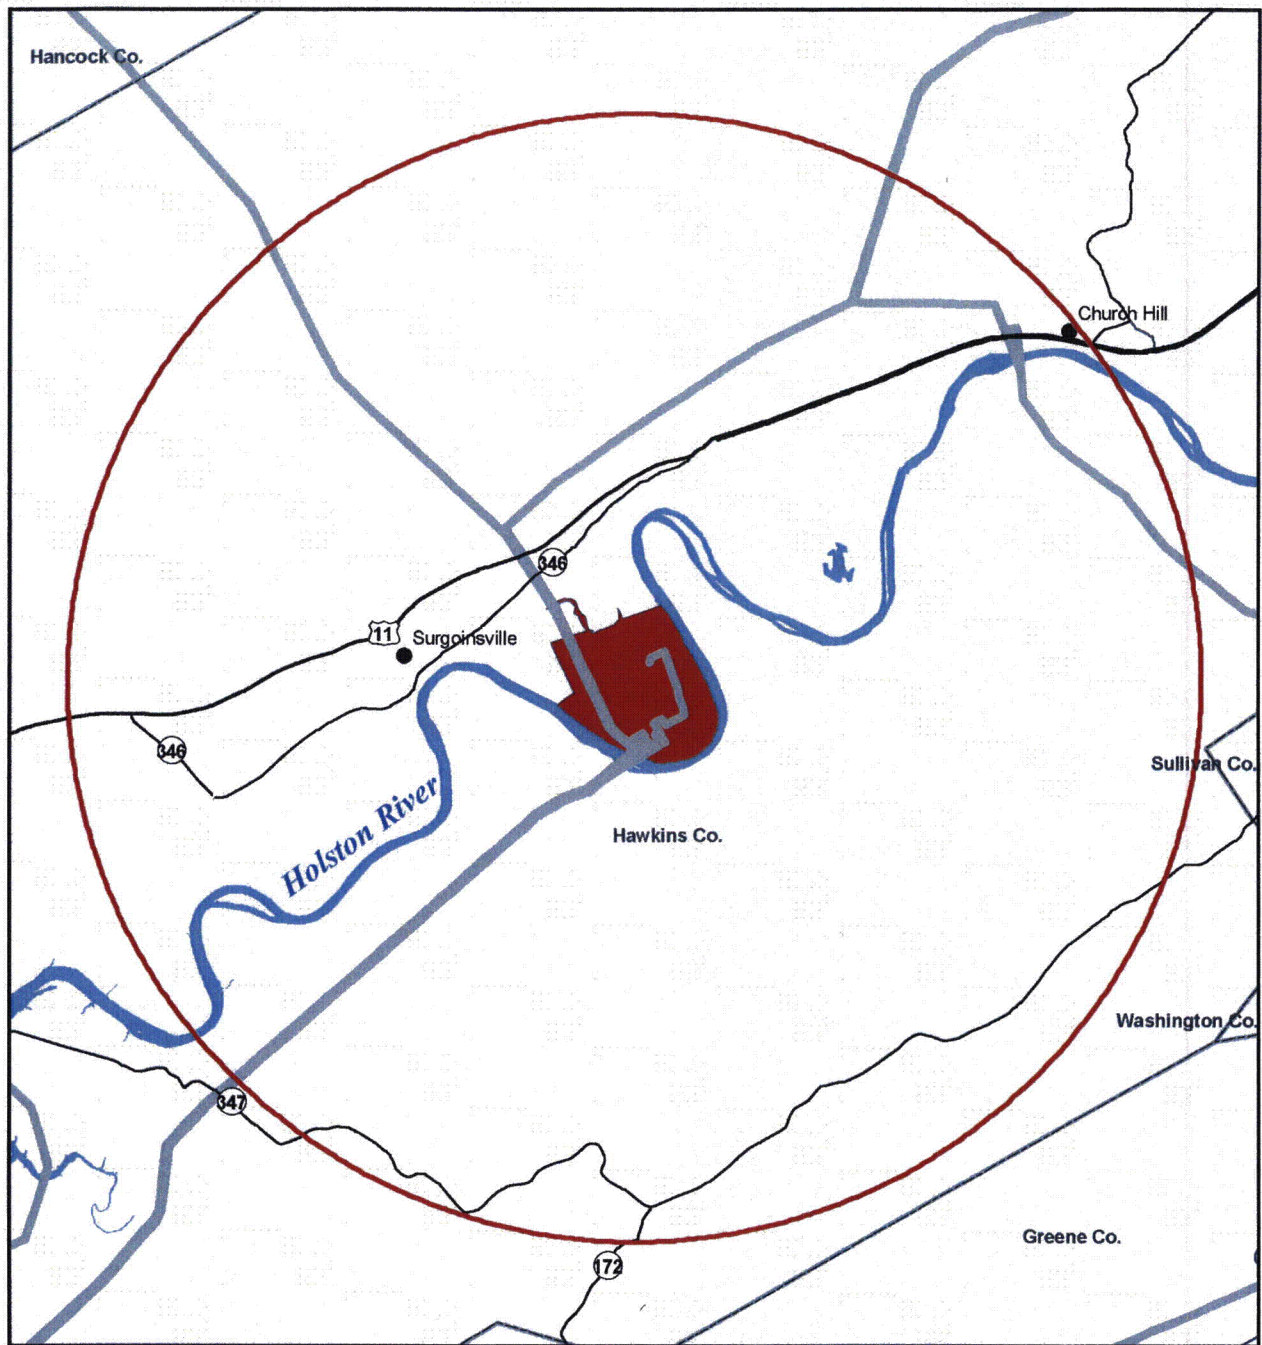 Hancock Co.
Church Hill
346
11
Surgoinsville
346
Sullivan Co.
Holston River
Hawkins Co.
Washington Co.
347
Greene Co.
172